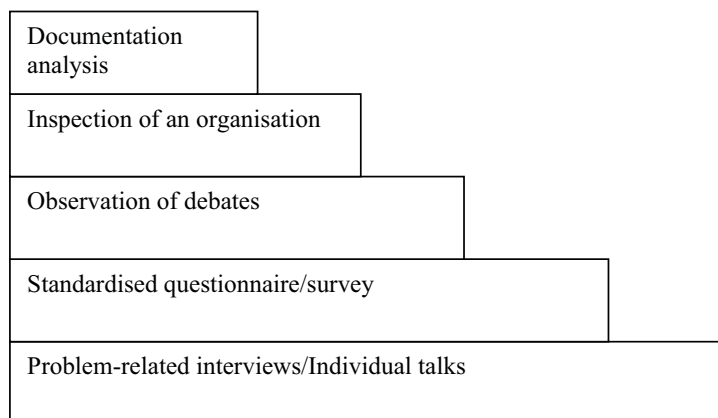 Documentation
analysis
Inspection of an organisation
Observation of debates
Standardised questionnaire/survey
Problem-related interviews/Individual talks